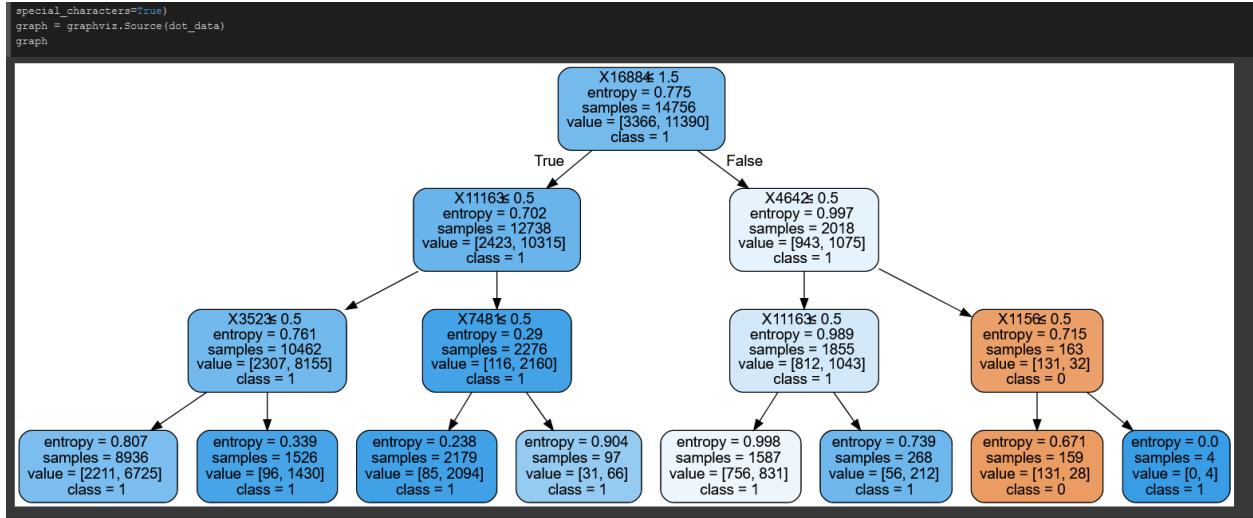 special_characters=True)
graph = graphviz.Source(dot_data)
graph
X16884≤ 1.5
entropy = 0.775
samples = 14756
value = [3366, 11390]
class = 1
True
False
X11163≤ 0.5
entropy = 0.702
samples = 12738
value = [2423, 10315]
class = 1
X4642≤ 0.5
entropy = 0.997
samples = 2018
value = [943, 1075]
class = 1
X3523≤ 0.5
entropy = 0.761
samples = 10462
value = [2307, 8155]
class = 1
X7481≤ 0.5
entropy = 0.29
samples = 2276
value = [116, 2160]
class = 1
X11163≤ 0.5
entropy = 0.989
samples = 1855
value = [812, 1043]
class = 1
X1156≤ 0.5
entropy = 0.715
samples = 163
value = [131, 32]
class = 0
entropy = 0.807
samples = 8936
value = [2211, 6725]
class = 1
entropy = 0.339
samples = 1526
value = [96, 1430]
class = 1
entropy = 0.238
samples = 2179
value = [85, 2094]
class = 1
entropy = 0.904
samples = 97
value = [31, 66]
class = 1
entropy = 0.998
samples = 1587
value = [756, 831]
class = 1
entropy = 0.739
samples = 268
value = [56, 212]
class = 1
entropy = 0.671
samples = 159
value = [131, 28]
class = 0
entropy = 0.0
samples = 4
value = [0, 4]
class = 1